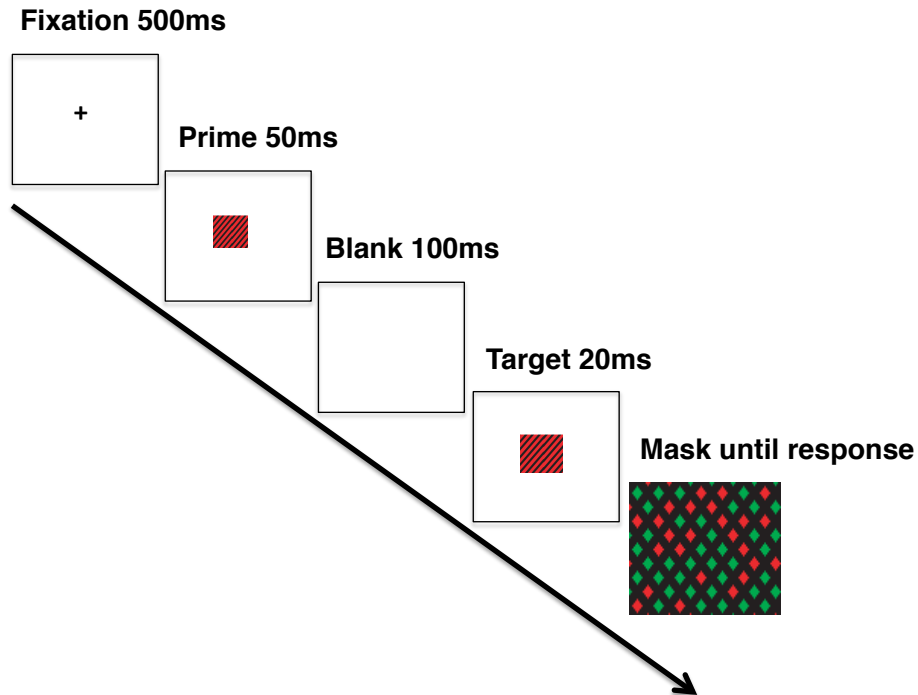 Fixation 500ms
+
Prime 50ms
Blank 100ms
Target 20ms
Mask until response